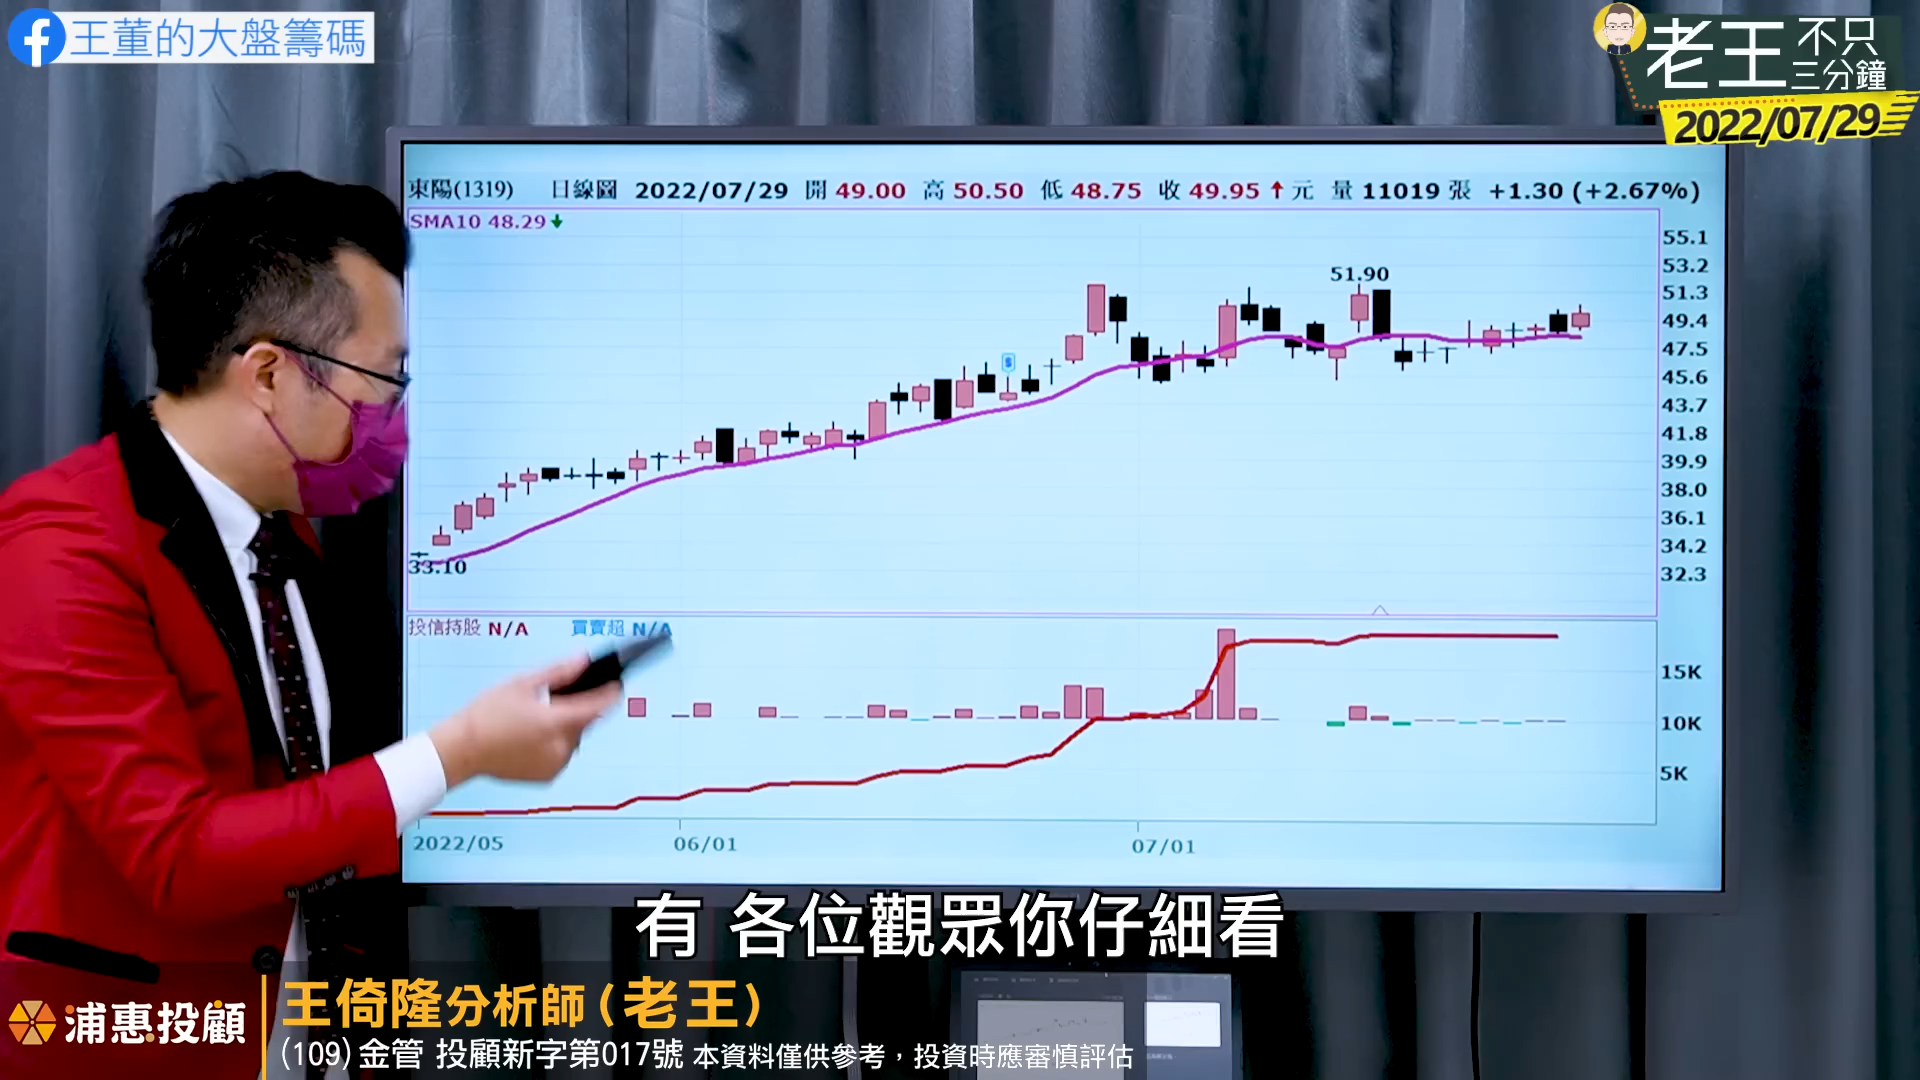 王董的大盤籌碼
老王 不只三分鐘
2022/07/29
東陽(1319) 日線圖 2022/07/29 開 49.00 高 50.50 低 48.75 收 49.95↑元 量 11019 張 +1.30 (+2.67%)
SMA10 48.29↓
55.1
53.2
51.90
51.3
49.4
47.5
45.6
43.7
41.8
39.9
38.0
36.1
34.2
33.10
32.3
投信持股 N/A 買賣超 N/A
15K
10K
5K
2022/05 06/01 07/01
有 各位觀眾你仔細看
浦惠投顧
王倚隆分析師(老王)
(109)金管 投顧新字第017號 本資料僅供參考，投資時應審慎評估